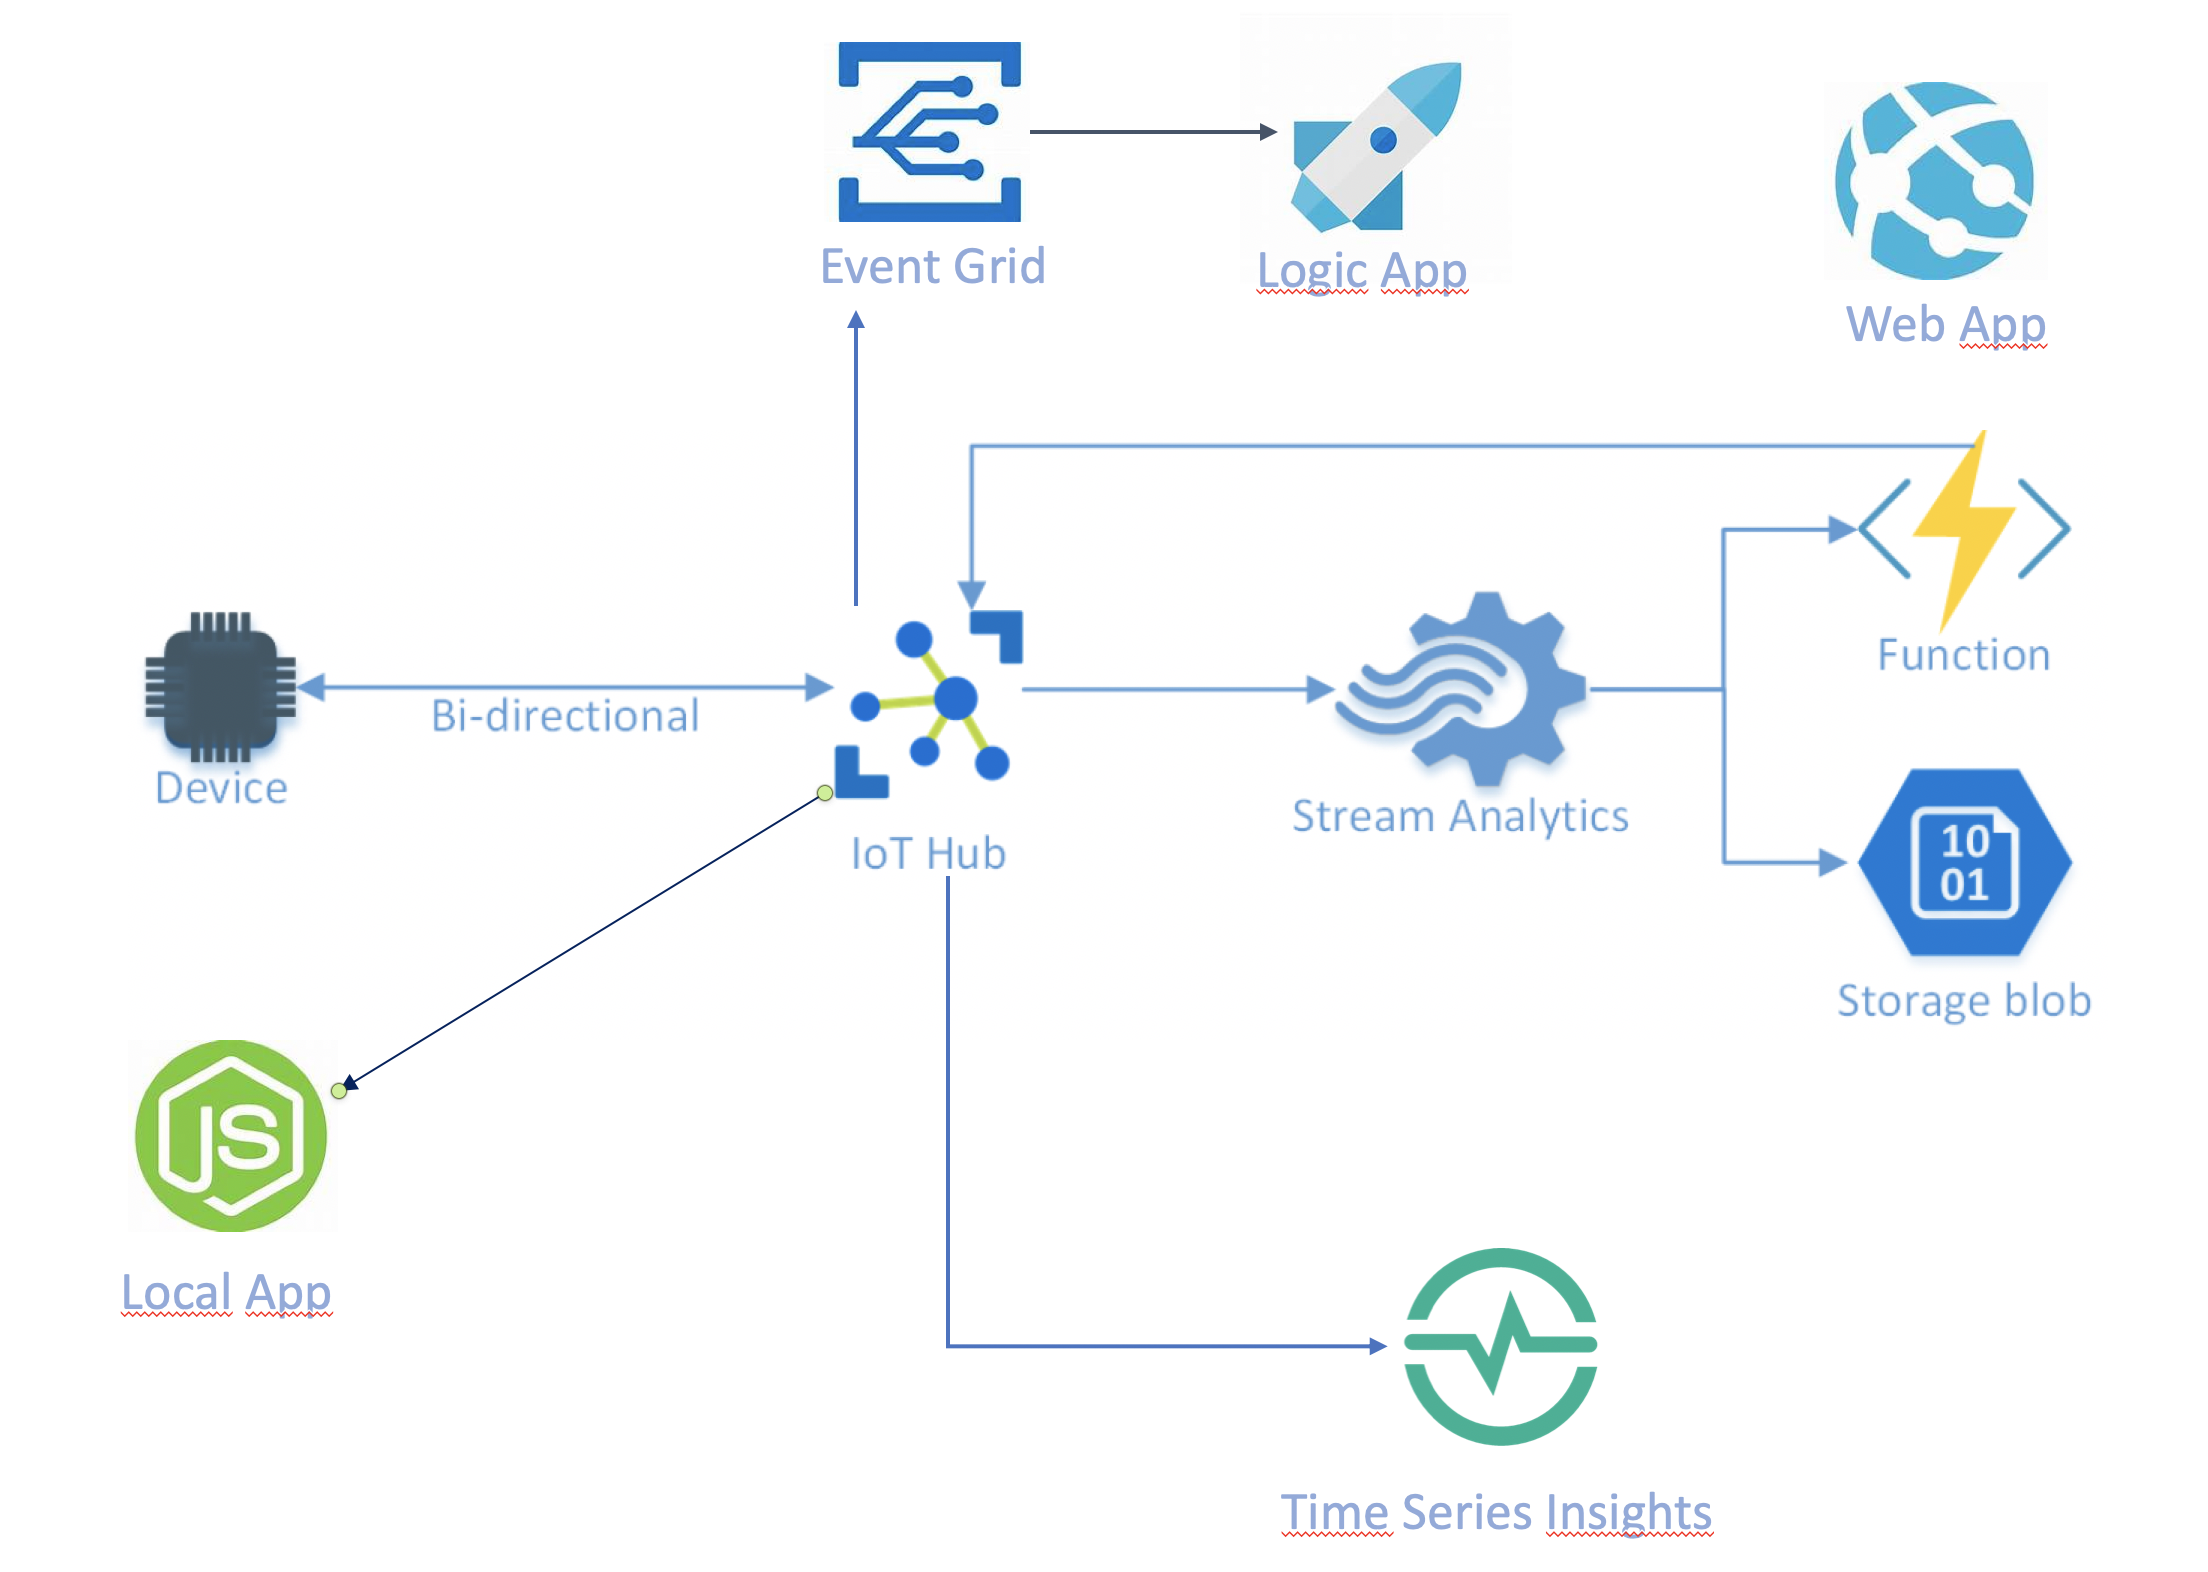 Event Grid
Logic App
Web App
Function
Bi-directional
Device
Stream Analytics
IoT Hub
10
01
Storage blob
JS
Local App
Time Series Insights